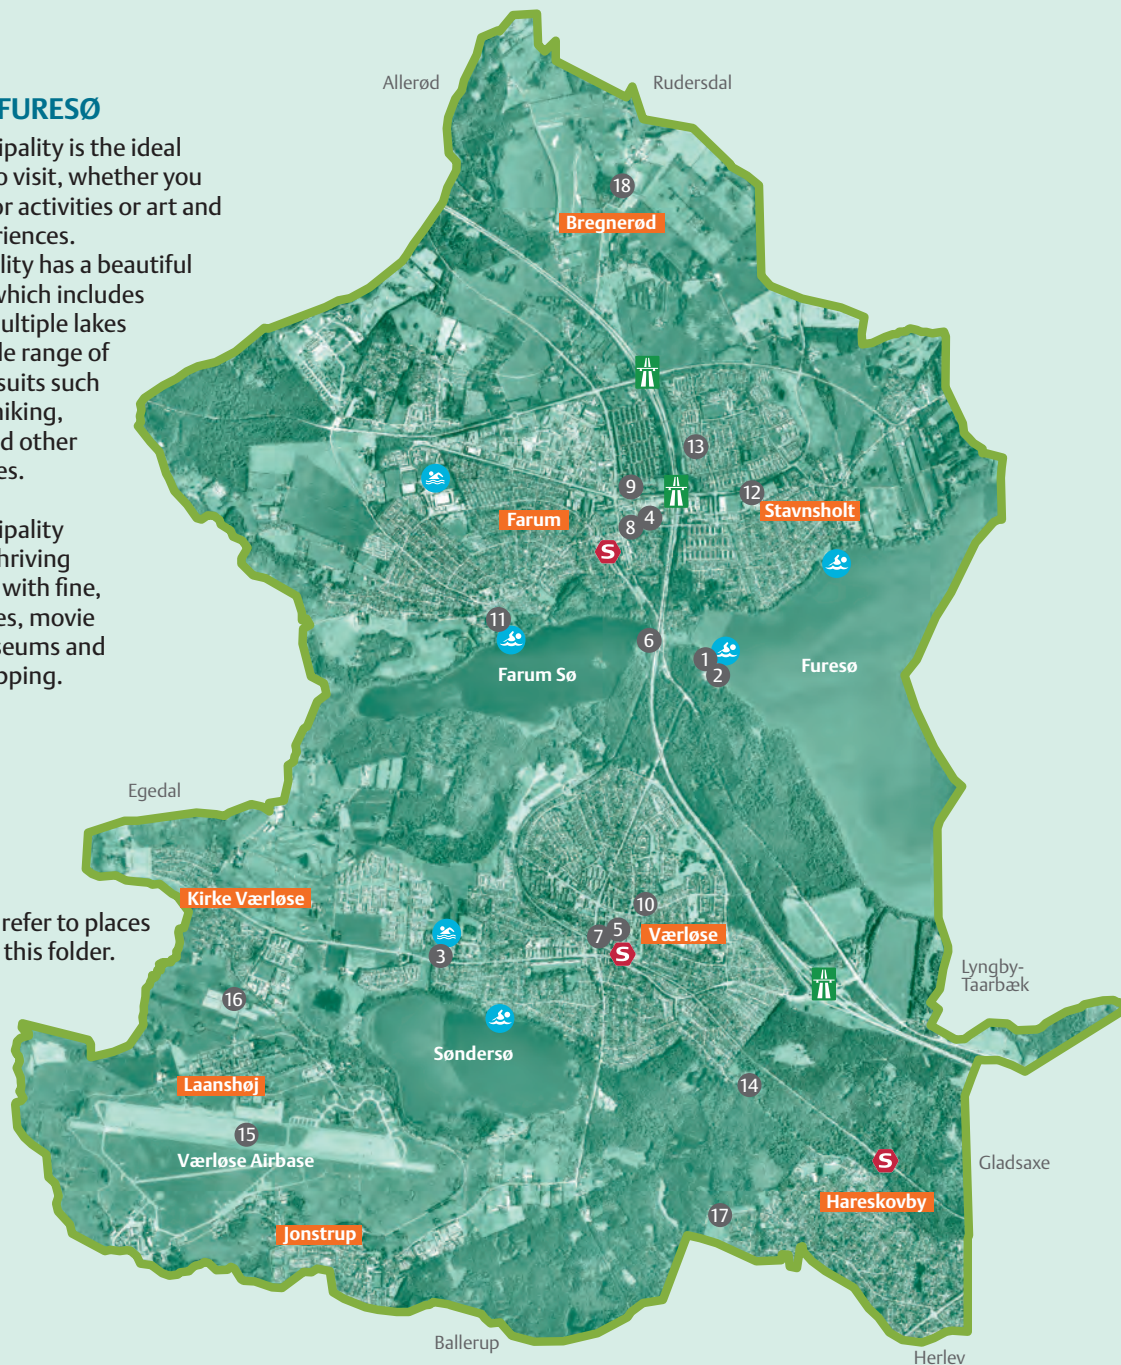 FURESØ
ipality is the ideal
o visit, whether you
or activities or art and
riences.
lity has a beautiful
which includes
ultiple lakes
le range of
suits such
hiking,
d other
es.
ipality
hriving
with fine,
es, movie
seums and
pping.
refer to places
this folder.
Allerød
Rudersdal
18
Bregnerød
13
9
12
Stavnsholt
Farum
4
8
S
11
6
1
2
Farum Sø
Furesø
Egedal
Kirke Værløse
10
5
7
Værløse
S
3
Lyngby-
Taarbæk
16
Søndersø
Laanshøj
14
15
Værløse Airbase
S
Gladsaxe
Hareskovby
17
Jonstrup
Ballerup
Herlev